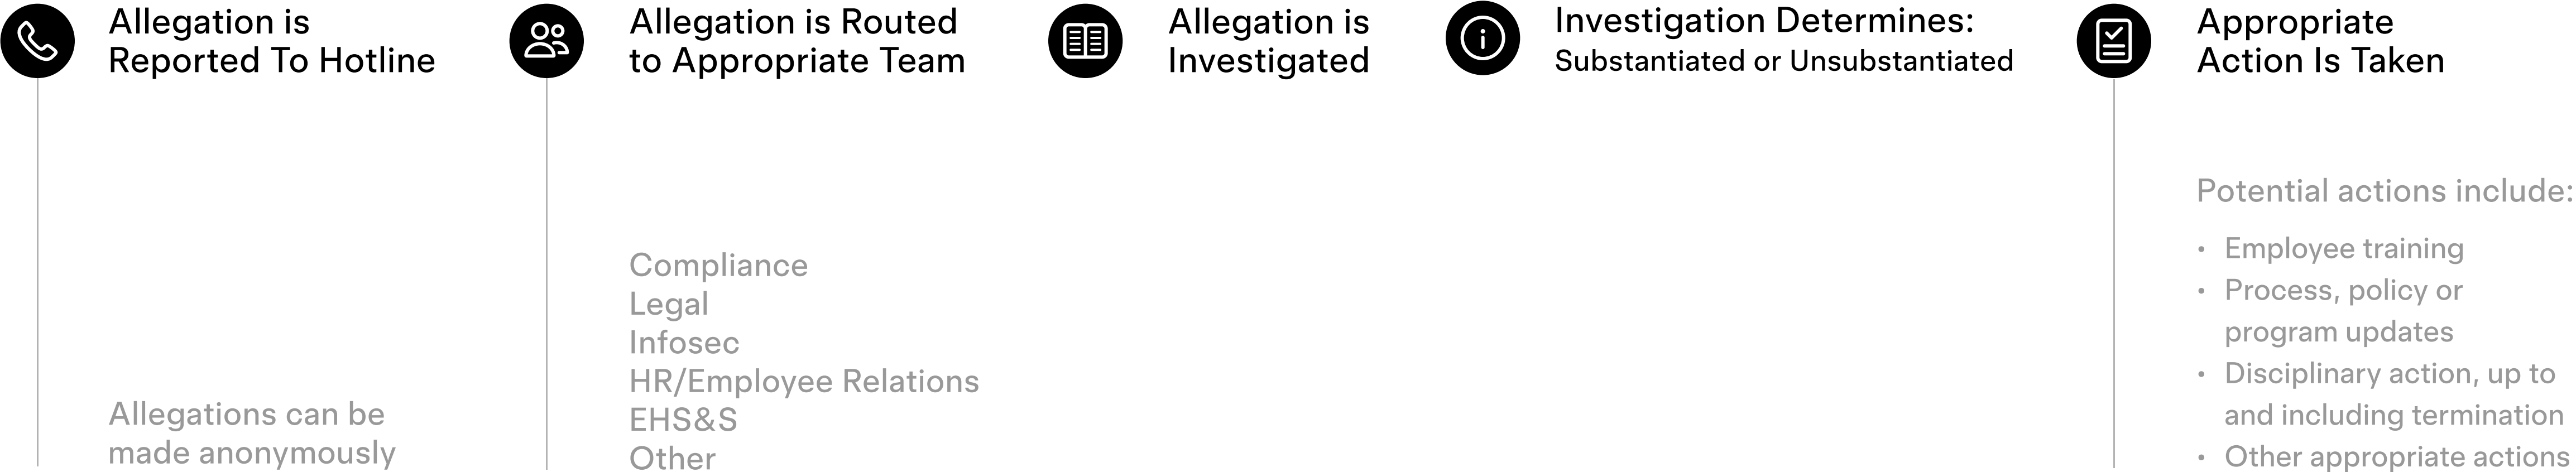 Allegation is
Reported To Hotline
Allegations can be
made anonymously
Allegation is Routed
to Appropriate Team
Compliance
Legal
Infosec
HR/Employee Relations
EHS&S
Other
Allegation is
Investigated
Investigation Determines:
Substantiated or Unsubstantiated
Appropriate
Action Is Taken
Potential actions include:
• Employee training
• Process, policy or
program updates
• Disciplinary action, up to
and including termination
• Other appropriate actions